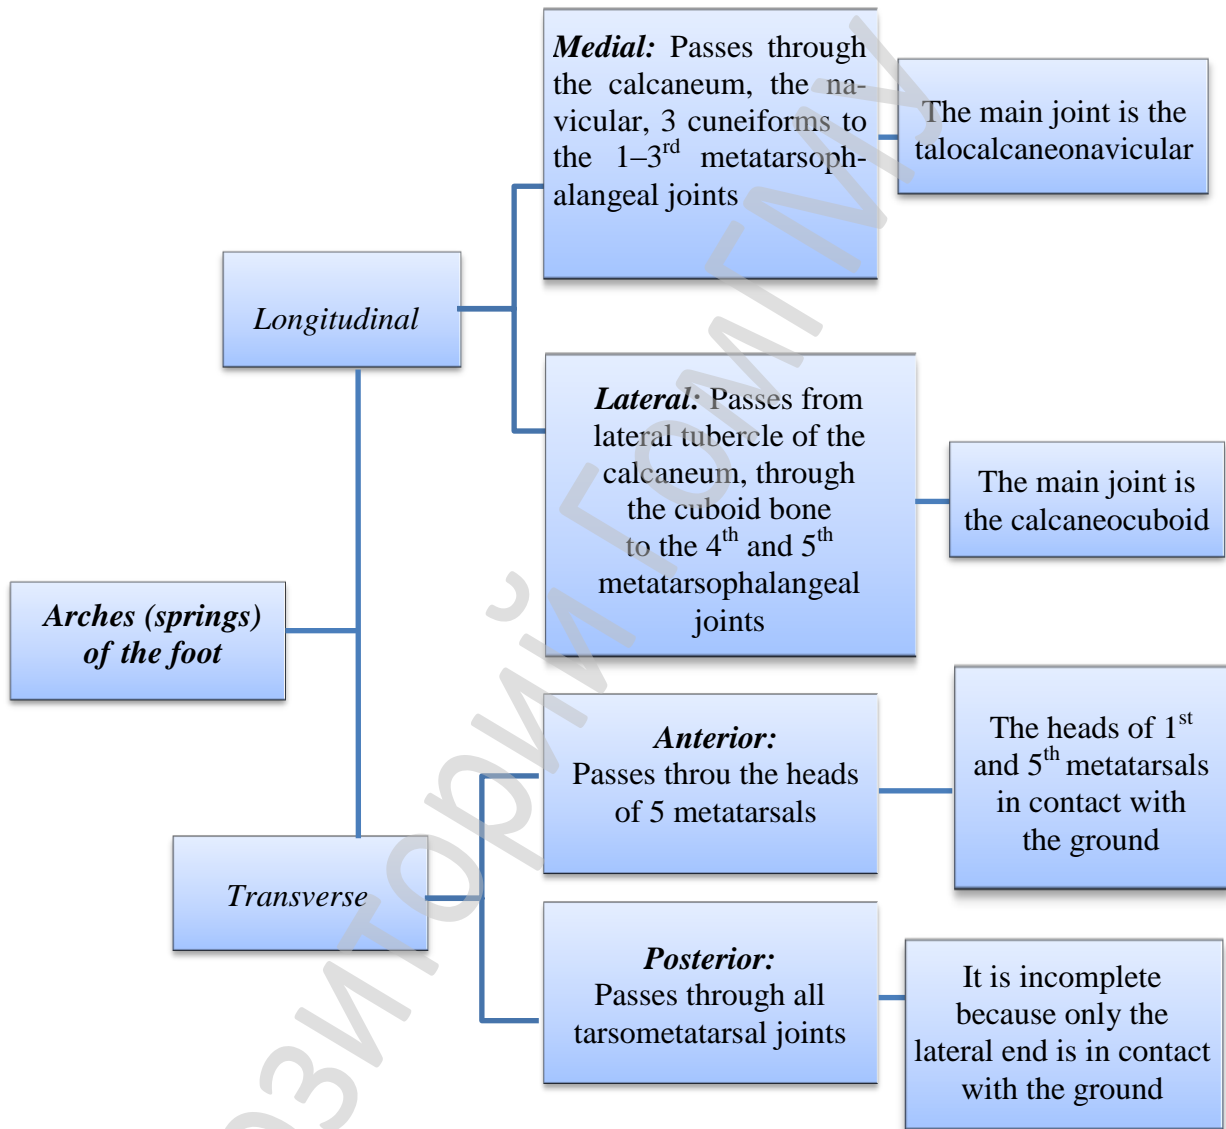 Arches (springs)
of the foot
Longitudinal
Medial: Passes through
the calcaneum, the na-
vicular, 3 cuneiforms to
the 1–3rd metatarsoph-
alangeal joints
The main joint is the
talocalcaneonavicular
Lateral: Passes from
lateral tubercle of the
calcaneum, through
the cuboid bone
to the 4th and 5th
metatarsophalangeal
joints
The main joint is
the calcaneocuboid
Transverse
Anterior:
Passes throu the heads
of 5 metatarsals
The heads of 1st
and 5th metatarsals
in contact with
the ground
Posterior:
Passes through all
tarsometatarsal joints
It is incomplete
because only the
lateral end is in contact
with the ground
зиторий ГомГМУ